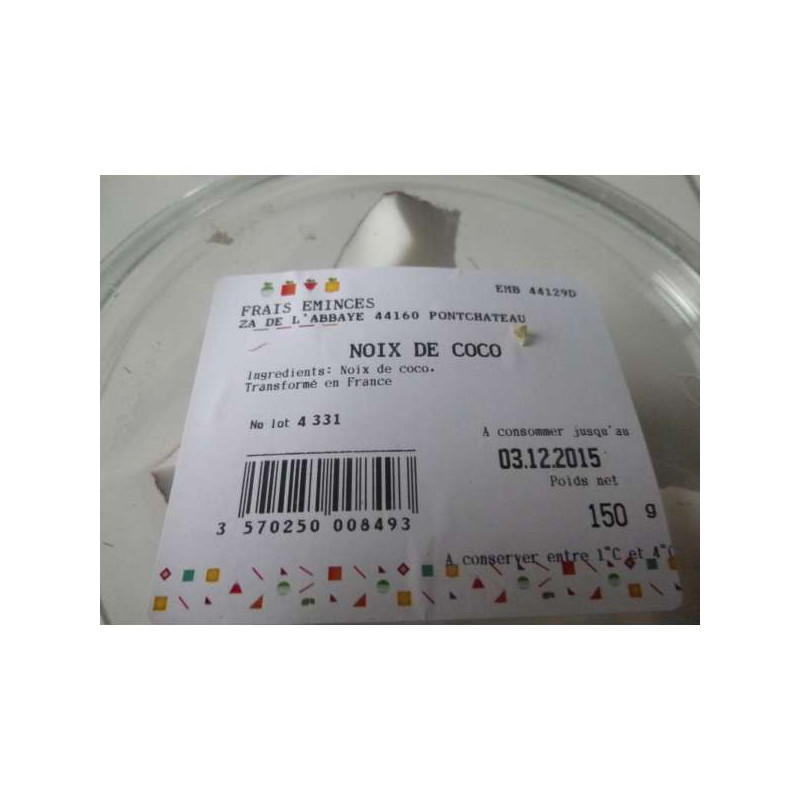 EMB 44129D
FRAIS EMINCES
ZA DE L'ABBAYE 44160 PONTCHATEAU
NOIX DE COCO
Ingredients: Noix de coco.
Transformé en France
No lot 4 331
A consommer jusqu'au
03.12.2015
Poids net
150 g
3 570250 008493
A conserver entre 1°C et 4°C